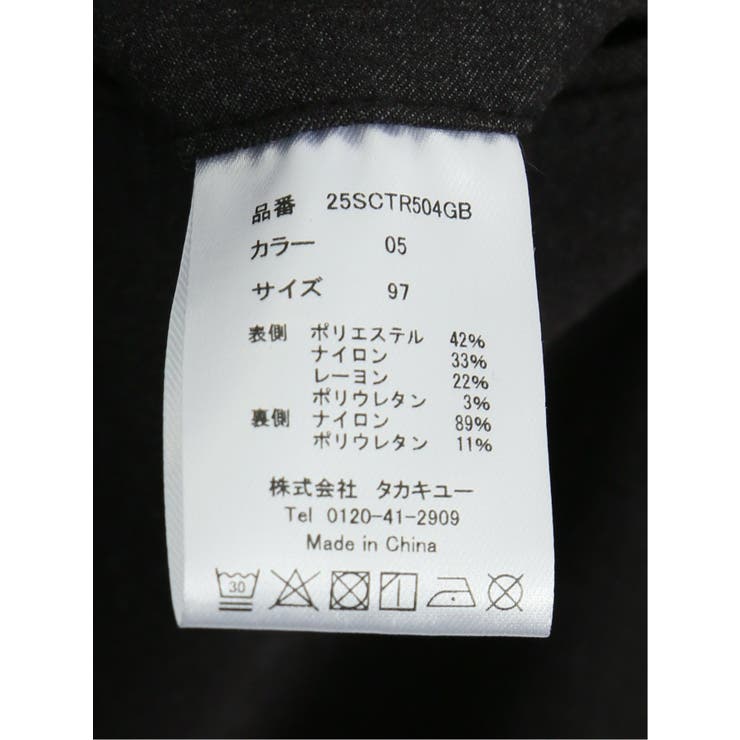 品番 25SCTR504GB
カラー 05
サイズ 97
表側 ポリエステル 42%
ナイロン 33%
レーヨン 22%
ポリウレタン 3%
裏側 ナイロン 89%
ポリウレタン 11%
株式会社 タカキユー
Tel 0120-41-2909
Made in China
30